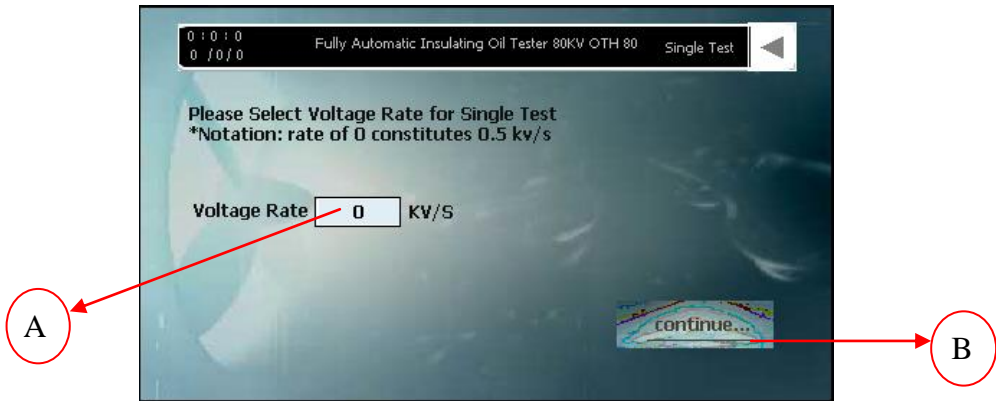 0:0:0
0 /0/0
Fully Automatic Insulating Oil Tester 80KV OTH 80
Single Test
Please Select Voltage Rate for Single Test
*Notation: rate of 0 constitutes 0.5 kv/s
Voltage Rate 0 KV/S
A
continue...
B